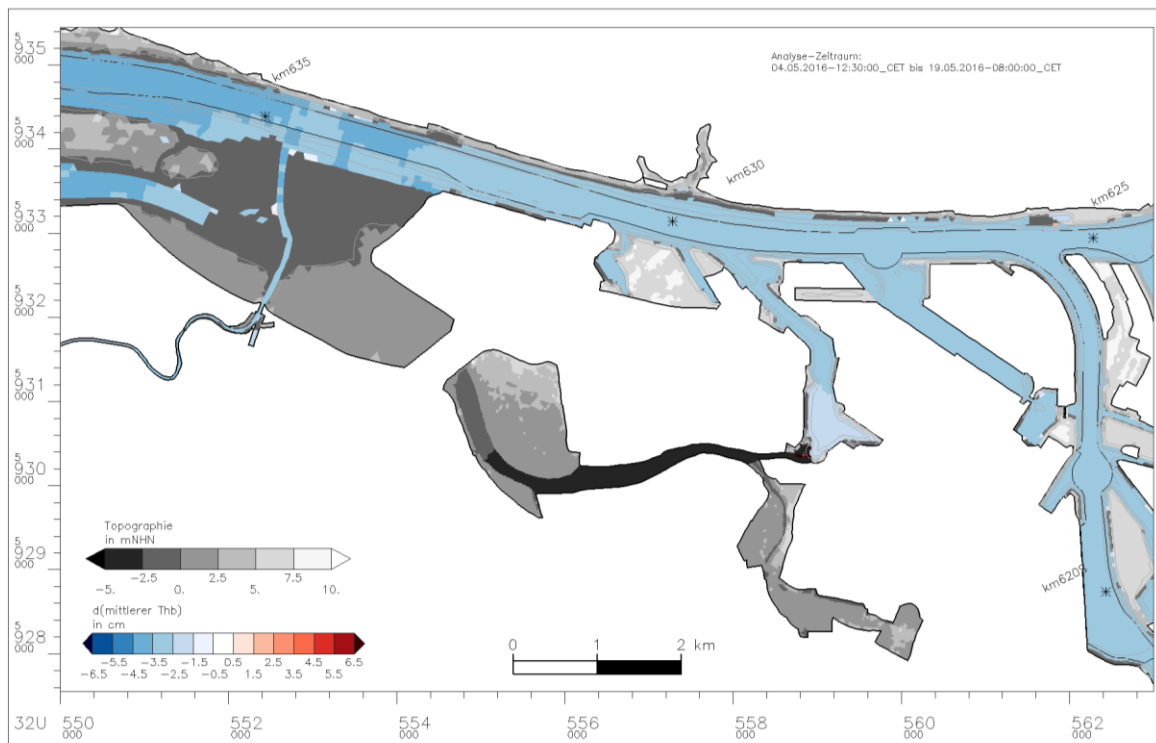 5
935
000
5
934
000
5
933
000
5
932
000
5
931
000
5
930
000
5
929
000
5
928
000
Analyse-Zeitraum:
04.05.2016-12:30:00_CET bis 19.05.2016-08:00:00_CET
km635
km630
km625
km620S
Topographie
in mNHN
-2.5 2.5 7.5
-5. 0. 5. 10.
d(mittlerer Thb)
in cm
-5.5 -3.5 -1.5 0.5 2.5 4.5 6.5
-6.5 -4.5 -2.5 -0.5 1.5 3.5 5.5
0 1 2 km
32U 550 552 554 556 558 560 562
000 000 000 000 000 000 000